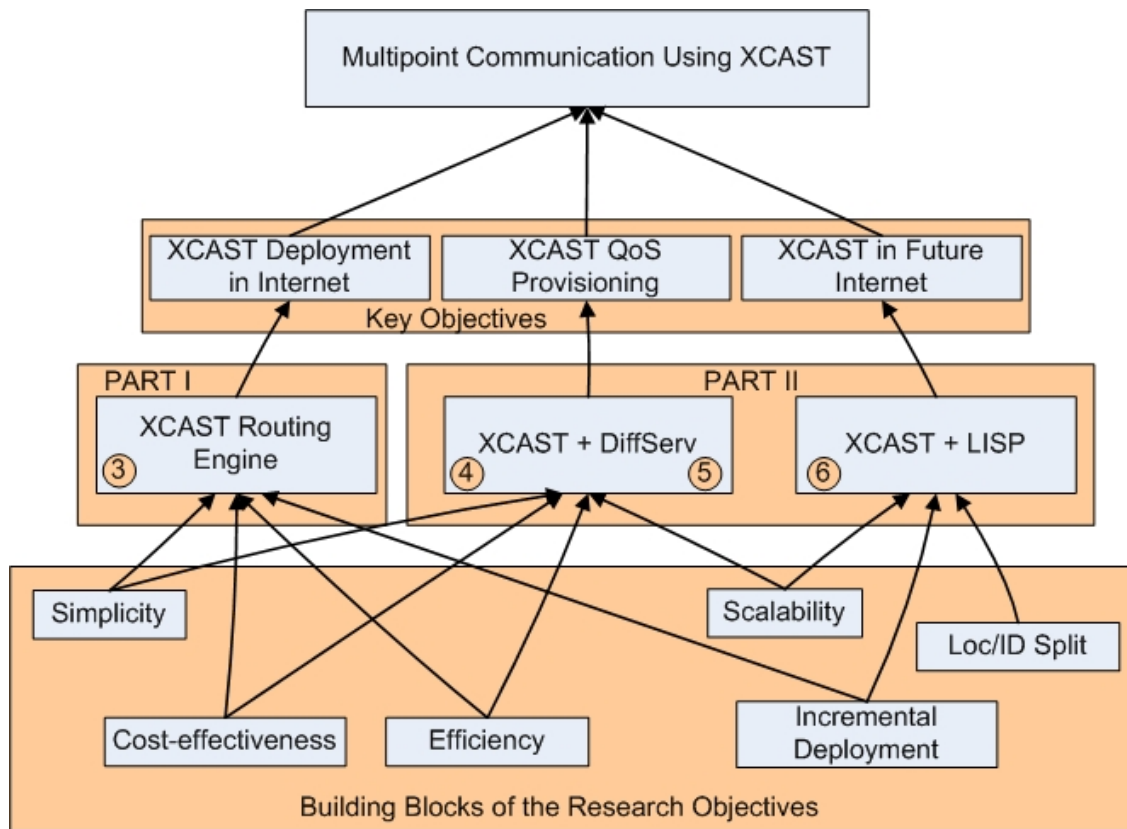 Multipoint Communication Using XCAST
XCAST Deployment
in Internet
XCAST QoS
Provisioning
XCAST in Future
Internet
Key Objectives
PART I
XCAST Routing
Engine
3
PART II
XCAST + DiffServ
4
5
XCAST + LISP
6
Simplicity
Scalability
Loc/ID Split
Cost-effectiveness
Efficiency
Incremental
Deployment
Building Blocks of the Research Objectives